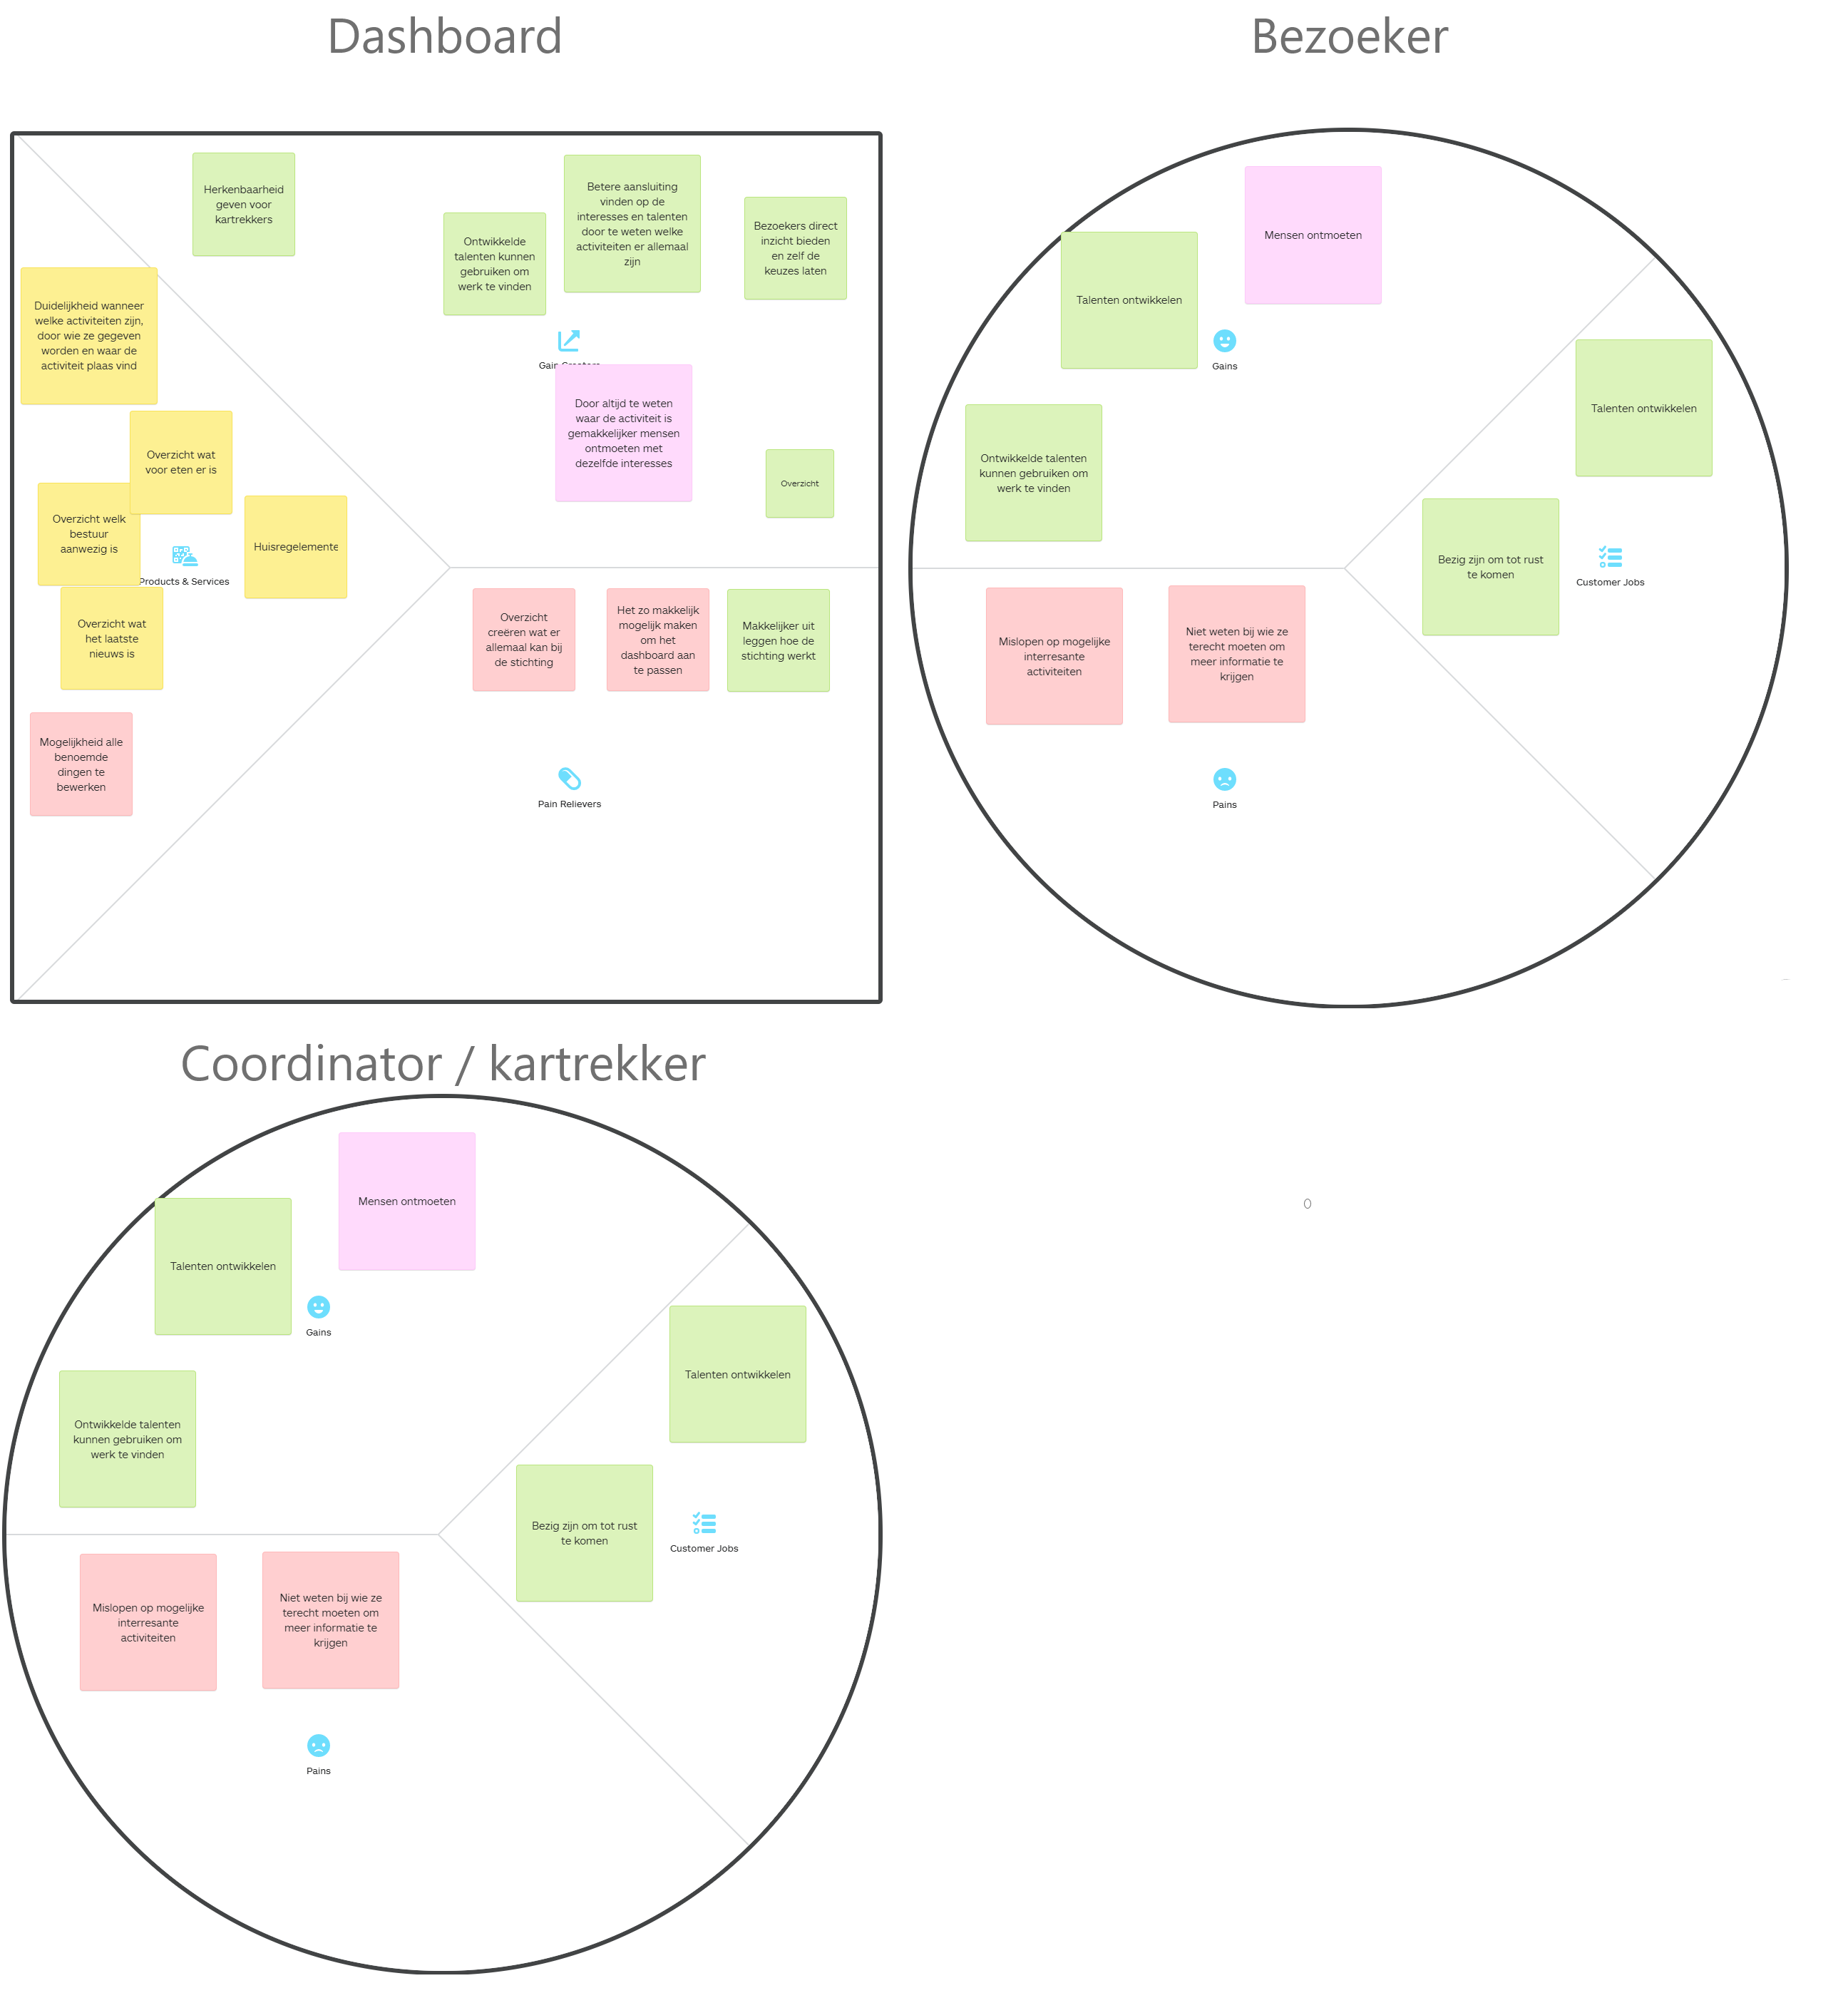 Dashboard
Bezoeker
Herkenbaarheid
geven voor
kartrekkers
Ontwikkelde
talenten kunnen
gebruiken om
werk te vinden
Betere aansluiting
vinden op de
interesses en talenten
door te weten welke
activiteiten er allemaal
zijn
Bezoekers direct
inzicht bieden
en zelf de
keuzes laten
Gain Creators
Door altijd te weten
waar de activiteit is
gemakkelijker mensen
ontmoeten met
dezelfde interesses
Overzicht
Duidelijkheid wanneer
welke activiteiten zijn,
door wie ze gegeven
worden en waar de
activiteit plaas vind
Overzicht wat
voor eten er is
Overzicht welk
bestuur
aanwezig is
Huisregelemente
Products & Services
Overzicht wat
het laatste
nieuws is
Mogelijkheid alle
benoemde
dingen te
bewerken
Overzicht
creëren wat er
allemaal kan bij
de stichting
Het zo makkelijk
mogelijk maken
om het
dashboard aan
te passen
Makkelijker uit
leggen hoe de
stichting werkt
Pain Relievers
Mensen ontmoeten
Talenten ontwikkelen
Gains
Ontwikkelde talenten
kunnen gebruiken om
werk te vinden
Talenten ontwikkelen
Bezig zijn om tot rust
te komen
Customer Jobs
Mislopen op mogelijke
interresante
activiteiten
Niet weten bij wie ze
terecht moeten om
meer informatie te
krijgen
Pains
Coordinator / kartrekker
Mensen ontmoeten
Talenten ontwikkelen
Gains
Ontwikkelde talenten
kunnen gebruiken om
werk te vinden
Talenten ontwikkelen
Bezig zijn om tot rust
te komen
Customer Jobs
Mislopen op mogelijke
interresante
activiteiten
Niet weten bij wie ze
terecht moeten om
meer informatie te
krijgen
Pains
0